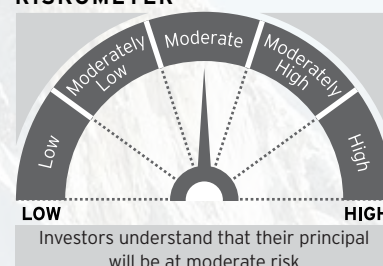 RISKOMETER
Low
Moderately Low
Moderate
Moderately High
High
LOW HIGH
Investors understand that their principal
will be at moderate risk